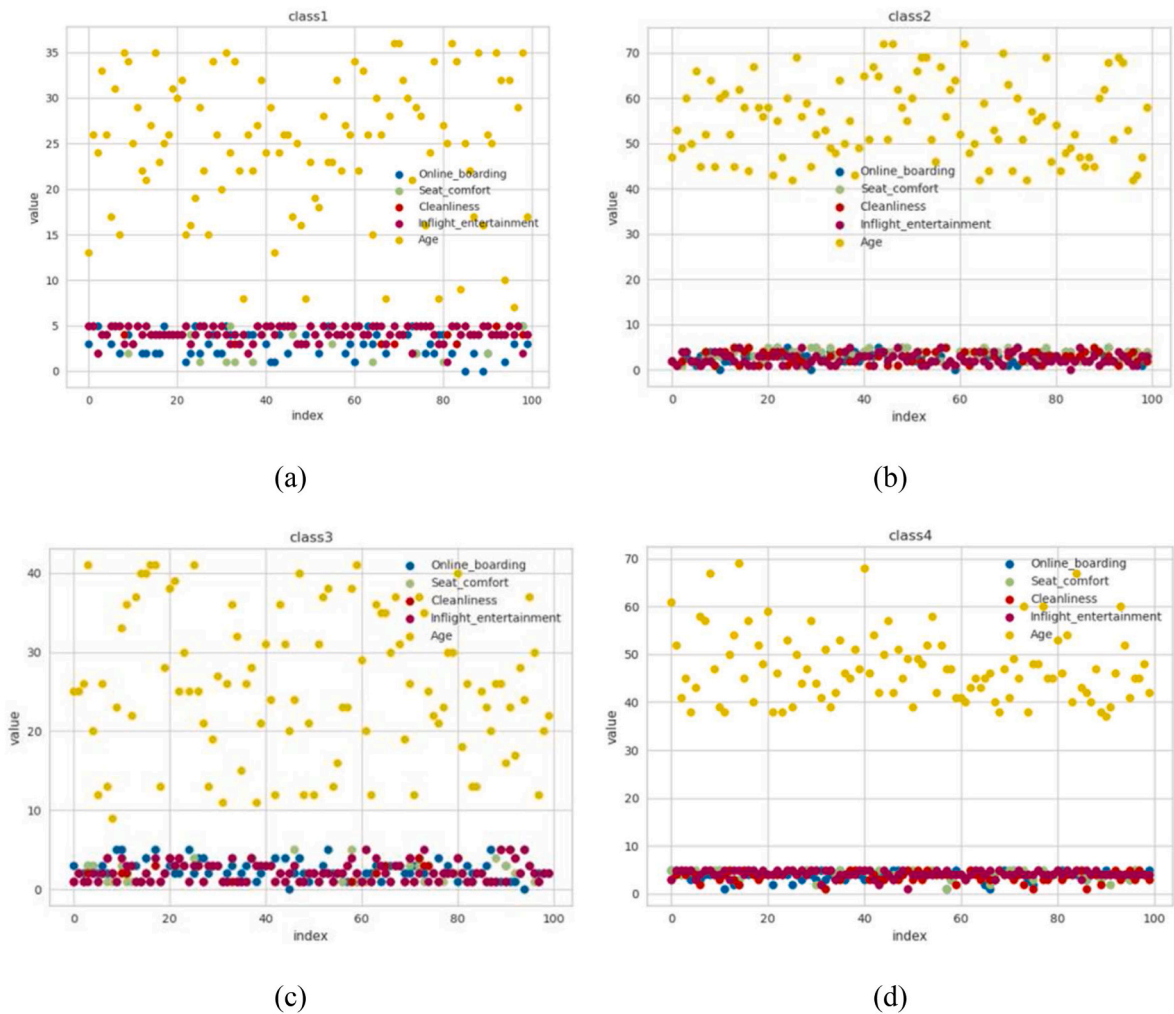 class1
35
30
25
20
15
10
5
0
value
0 20 40 60 80 100
index
Online_boarding
Seat_comfort
Cleanliness
Inflight_entertainment
Age
(a)
class2
70
60
50
40
30
20
10
0
value
0 20 40 60 80 100
index
Online_boarding
Seat_comfort
Cleanliness
Inflight_entertainment
Age
(b)
class3
40
30
20
10
0
value
0 20 40 60 80 100
index
Online_boarding
Seat_comfort
Cleanliness
Inflight_entertainment
Age
(c)
class4
70
60
50
40
30
20
10
0
value
0 20 40 60 80 100
index
Online_boarding
Seat_comfort
Cleanliness
Inflight_entertainment
Age
(d)